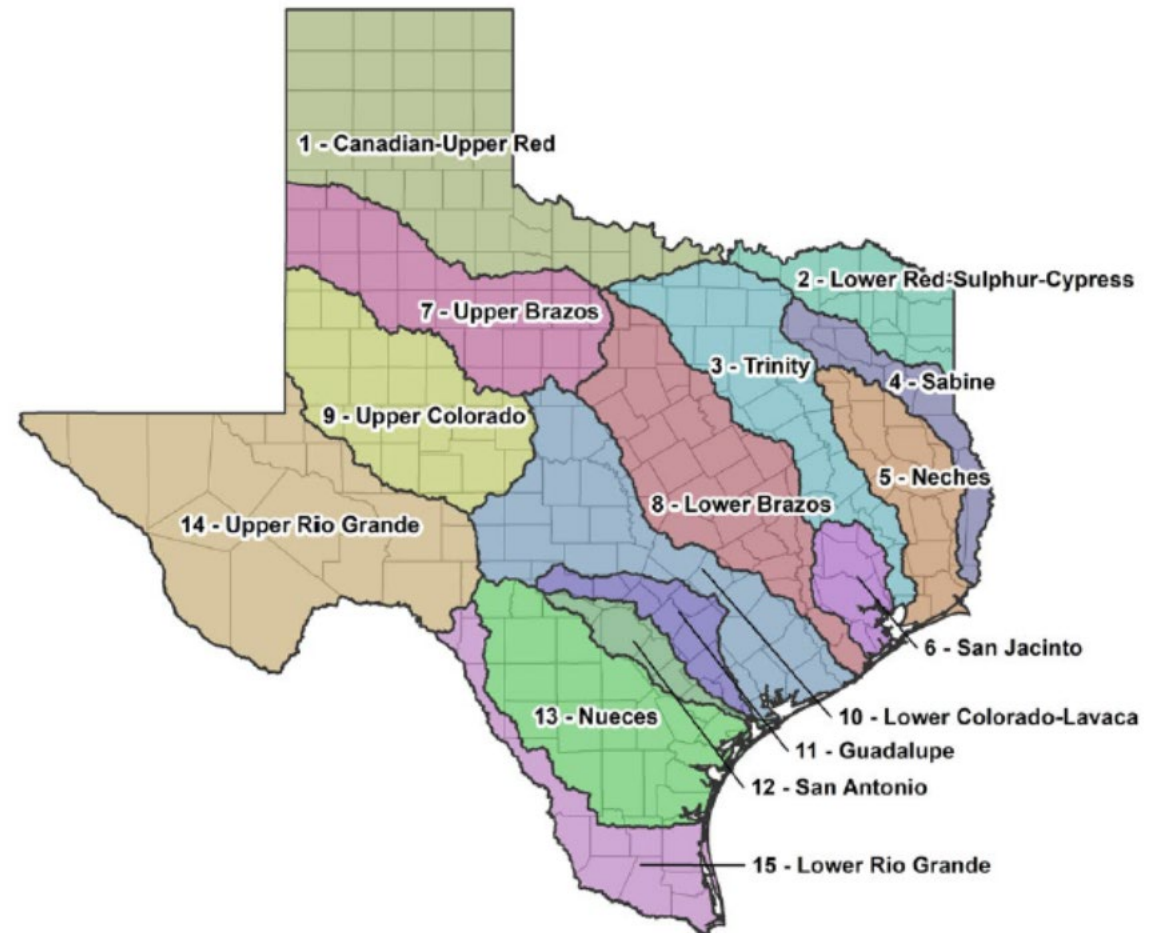 1 - Canadian-Upper Red
2 - Lower Red-Sulphur-Cypress
7 - Upper Brazos
3 - Trinity
4 - Sabine
9 - Upper Colorado
5 - Neches
8 - Lower Brazos
14 - Upper Rio Grande
6 - San Jacinto
13 - Nueces
10 - Lower Colorado-Lavaca
11 - Guadalupe
12 - San Antonio
15 - Lower Rio Grande